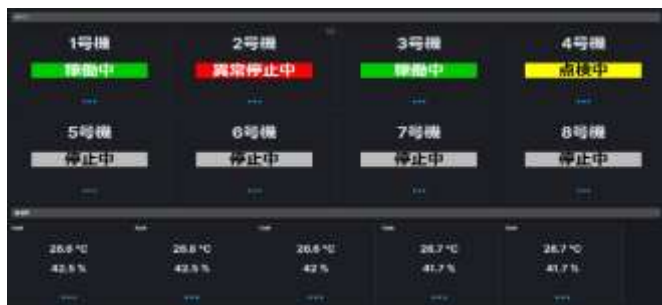 1号機 2号機 3号機 4号機
稼働中 異常停止中 稼働中 点検中
5号機 6号機 7号機 8号機
停止中 停止中 停止中 停止中
26.6 °C 26.6 °C 26.6 °C 26.7 °C 26.7 °C
42.5 % 42.5 % 42 % 41.7 % 41.7 %